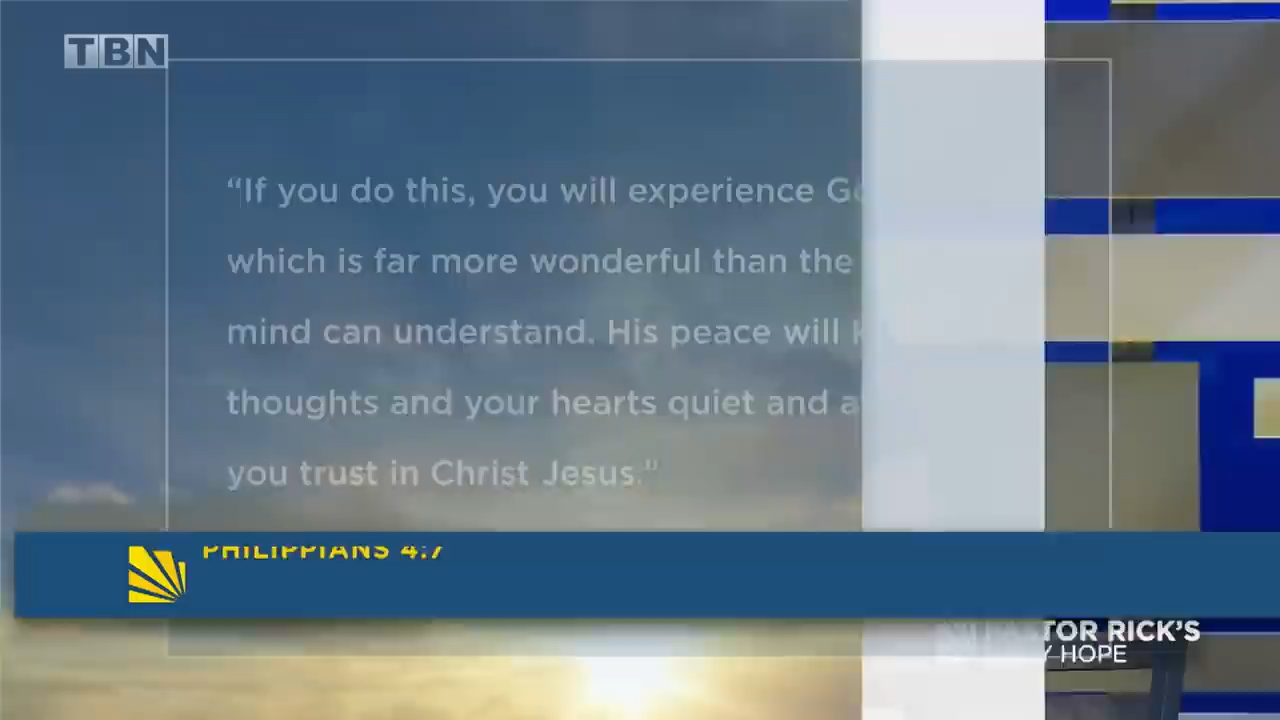 TBN
“If you do this, you will experience
which is far more wonderful than the
mind can understand. His peace will
thoughts and your hearts quiet and
you trust in Christ Jesus.”
PHILIPPIANS 4:7
RICK'S
HOPE